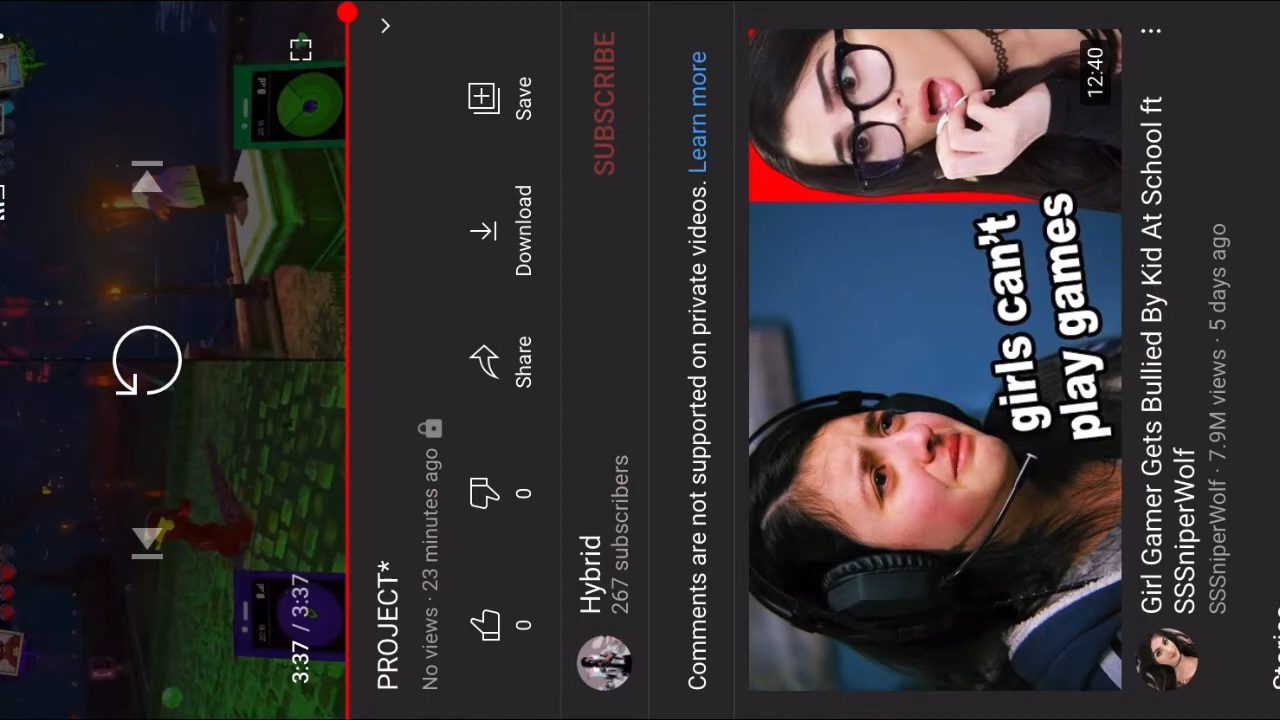 3:37 / 3:37
PROJECT*
No views · 23 minutes ago
0
0
Share
Download
Save
Hybrid
267 subscribers
SUBSCRIBE
Comments are not supported on private videos. Learn more
girls can't
play games
12:40
Girl Gamer Gets Bullied By Kid At School ft
SSSniperWolf
SSSniperWolf · 7.9M views · 5 days ago